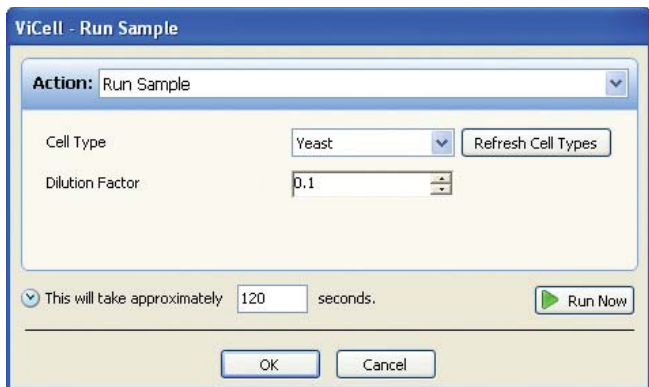 ViCell - Run Sample
Action: Run Sample
Cell Type Yeast Refresh Cell Types
Dilution Factor 0.1
This will take approximately 120 seconds. Run Now
OK Cancel